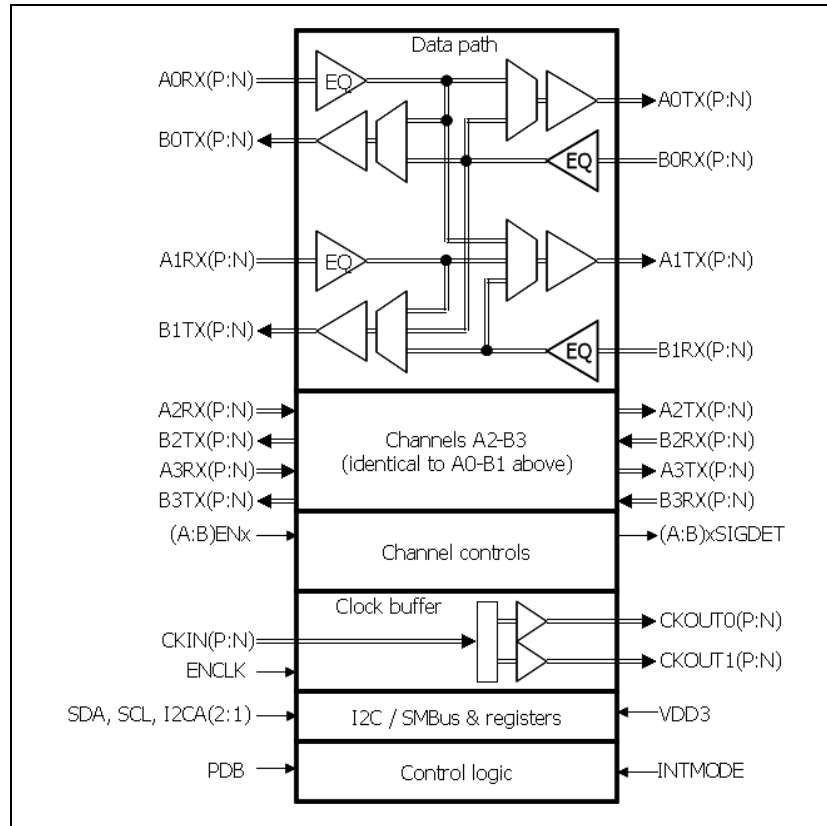 Data path
A0RX(P:N)
EQ
A0TX(P:N)
B0TX(P:N)
EQ
B0RX(P:N)
A1RX(P:N)
EQ
A1TX(P:N)
B1TX(P:N)
EQ
B1RX(P:N)
A2RX(P:N)
A2TX(P:N)
B2TX(P:N)
Channels A2-B3
B2RX(P:N)
A3RX(P:N)
(identical to A0-B1 above)
A3TX(P:N)
B3TX(P:N)
B3RX(P:N)
(A:B)ENx
Channel controls
(A:B)xSIGDET
Clock buffer
CKIN(P:N)
CKOUT0(P:N)
ENCLK
CKOUT1(P:N)
SDA, SCL, I2CA(2:1)
I2C / SMBus & registers
VDD3
PDB
Control logic
INTMODE